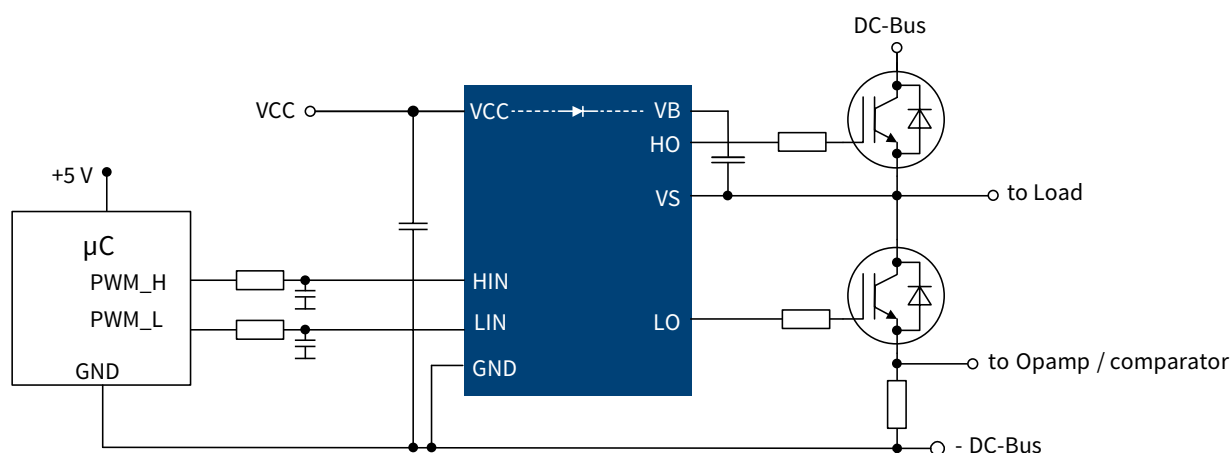 DC-Bus
VCC
VCC
VB
HO
+5 V
VS
to Load
µC
PWM_H
HIN
PWM_L
LIN
LO
GND
GND
to Opamp / comparator
- DC-Bus